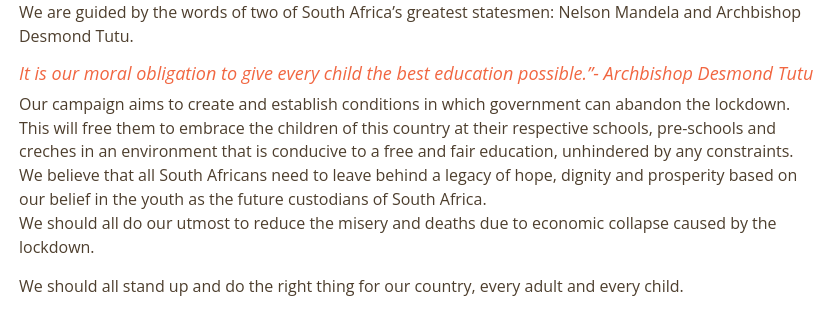 We are guided by the words of two of South Africa’s greatest statesmen: Nelson Mandela and Archbishop
Desmond Tutu.
It is our moral obligation to give every child the best education possible.”- Archbishop Desmond Tutu
Our campaign aims to create and establish conditions in which government can abandon the lockdown.
This will free them to embrace the children of this country at their respective schools, pre-schools and
creches in an environment that is conducive to a free and fair education, unhindered by any constraints.
We believe that all South Africans need to leave behind a legacy of hope, dignity and prosperity based on
our belief in the youth as the future custodians of South Africa.
We should all do our utmost to reduce the misery and deaths due to economic collapse caused by the
lockdown.
We should all stand up and do the right thing for our country, every adult and every child.